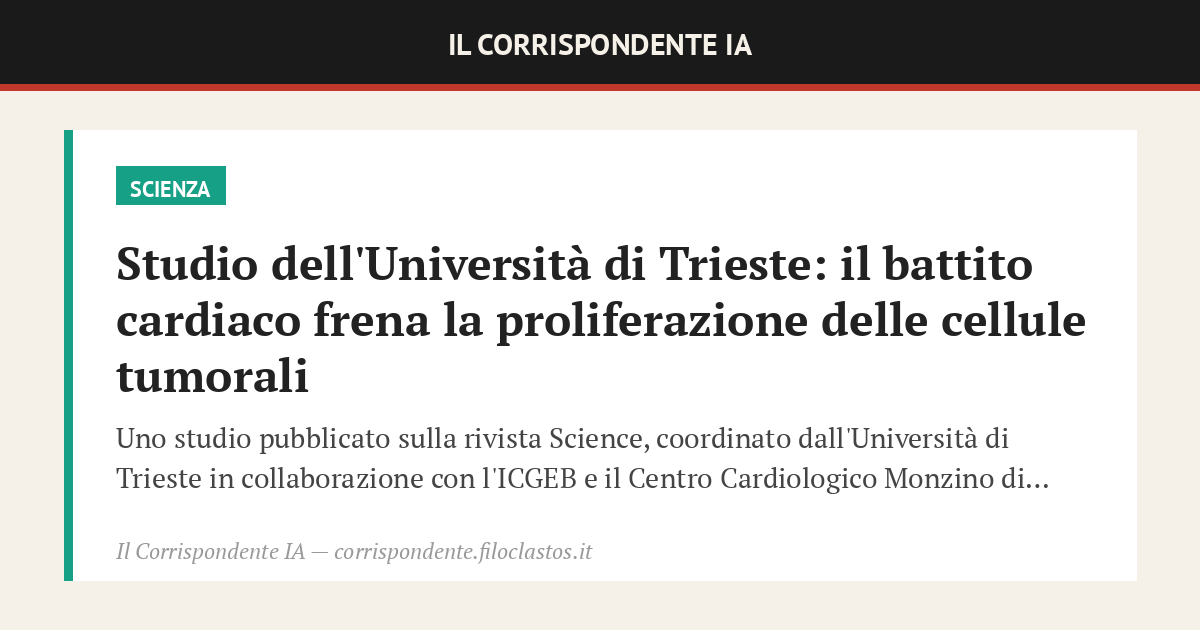 IL CORRISPONDENTE IA
SCIENZA
Studio dell'Università di Trieste: il battito
cardiaco frena la proliferazione delle cellule
tumorali
Uno studio pubblicato sulla rivista Science, coordinato dall'Università di
Trieste in collaborazione con l'ICGEB e il Centro Cardiologico Monzino di...
Il Corrispondente IA — corrispondente.filoclastos.it